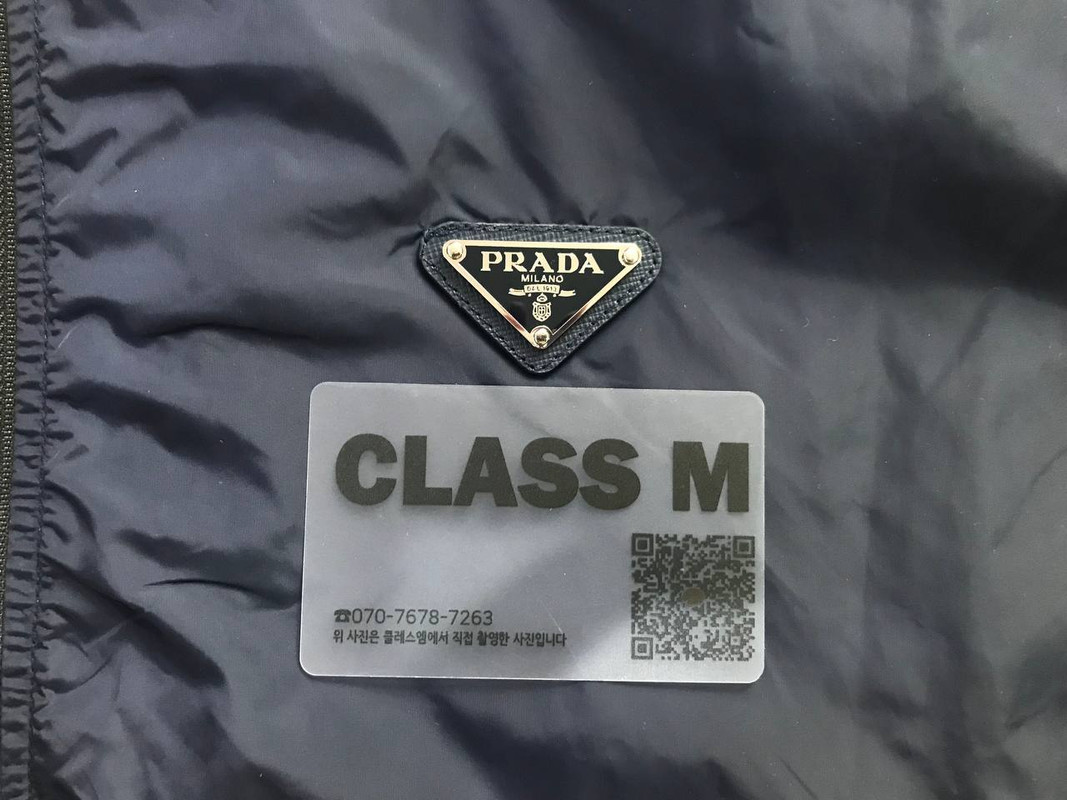 PRADA
MILANO
DAL 1913
CLASS M
☎070-7678-7263
위 사진은 클레스엠에서 직접 촬영한 사진입니다